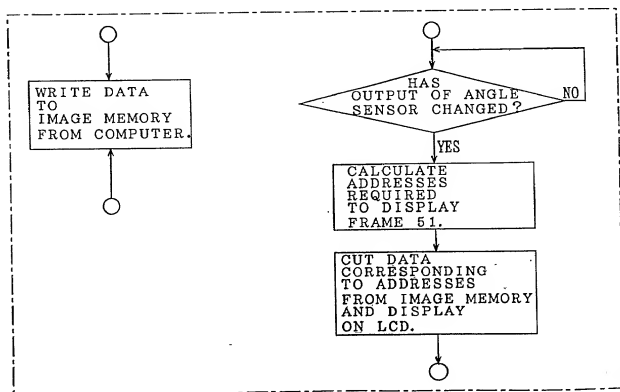 WRITE DATA
TO
IMAGE MEMORY
FROM COMPUTER.
HAS
OUTPUT OF ANGLE
SENSOR CHANGED?
NO
YES
CALCULATE
ADDRESSES
REQUIRED
TO DISPLAY
FRAME 51.
CUT DATA
CORRESPONDING
TO ADDRESSES
FROM IMAGE MEMORY
AND DISPLAY
ON LCD.